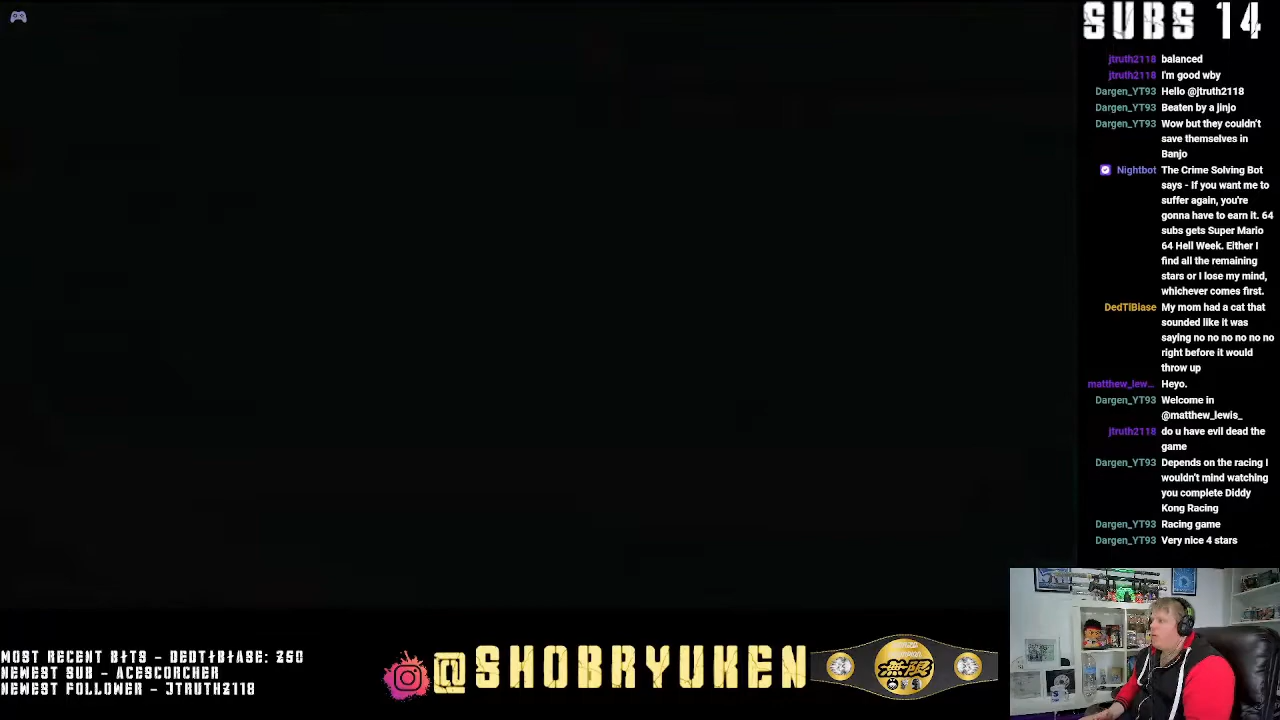 SUBS 14
jtruth2118 balanced
jtruth2118 I'm good wby
Dargen_YT93 Hello @jtruth2118
Dargen_YT93 Beaten by a jinjo
Dargen_YT93 Wow but they couldn't
save themselves in
Banjo
Nightbot The Crime Solving Bot
says - If you want me to
suffer again, you're
gonna have to earn it. 64
subs gets Super Mario
64 Hell Week. Either I
find all the remaining
stars or I lose my mind,
whichever comes first.
DedTiBiase My mom had a cat that
sounded like it was
saying no no no no no no
right before it would
throw up
matthew_lew... Heyo.
Dargen_YT93 Welcome in
@matthew_lewis_
jtruth2118 do u have evil dead the
game
Dargen_YT93 Depends on the racing I
wouldn't mind watching
you complete Diddy
Kong Racing
Dargen_YT93 Racing game
Dargen_YT93 Very nice 4 stars
MOST RECENT BITS - DEDTIBIASE: 250
NEWEST SUB - ACESCORCHER
NEWEST FOLLOWER - JTRUTH2118
@SHOBRYUKEN